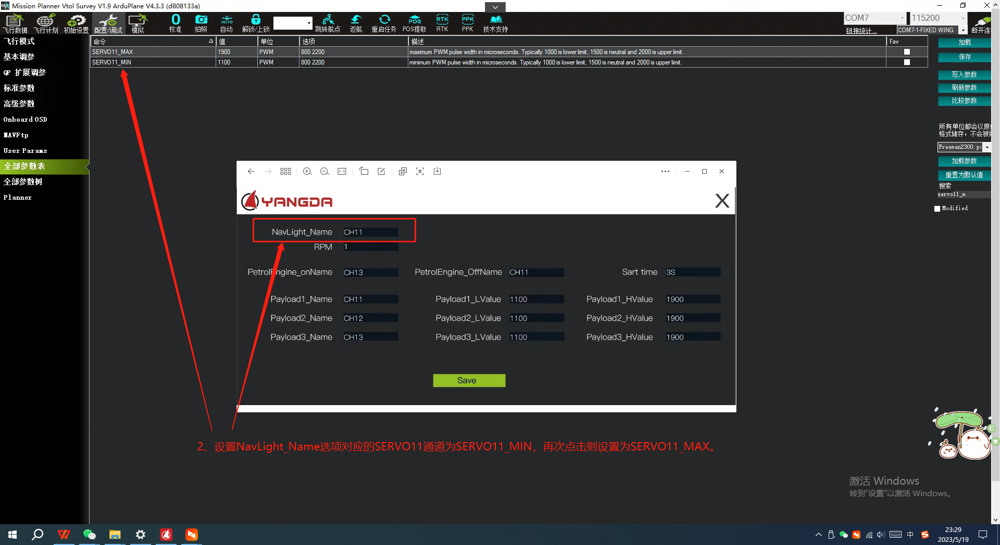 Mission Planner Vtol Survey V1.9 ArduPlane V4.3.3 (d808133a)
飞行数据 飞行计划 初始设置 配置/调试 模拟 0 校准 拍照 AUTO 自动 解锁/上锁 跳转航点 返航 重启任务 POS POS提取 RTK RTK PPK PPK 技术支持
COM7 115200
链接统计... COM7-1-FIXED WING 断开连
飞行模式
基本调参
QP 扩展调参
标准参数
高级参数
Onboard OSD
MAVFtp
User Params
全部参数表
全部参数树
Planner
命令 值 单位 选项 描述 Fav
SERVO11_MAX 1900 PWM 800 2200 maximum PWM pulse width in microseconds. Typically 1000 is lower limit, 1500 is neutral and 2000 is upper limit.
SERVO11_MIN 1100 PWM 800 2200 minimum PWM pulse width in microseconds. Typically 1000 is lower limit, 1500 is neutral and 2000 is upper limit.
加载
保存
写入参数
刷新参数
比较参数
所有单位都会以原
格式储存，不会被
Freeman2300.p
加载参数
重置为默认值
搜索
servo11_m
Modified
YANGDA X
NavLight_Name CH11
RPM 1
PetrolEngine_onName CH13 PetrolEngine_OffName CH11 Sart time 3S
Payload1_Name CH11 Payload1_LValue 1100 Payload1_HValue 1900
Payload2_Name CH12 Payload2_LValue 1100 Payload2_HValue 1900
Payload3_Name CH13 Payload3_LValue 1100 Payload3_HValue 1900
Save
2、设置NavLight_Name选项对应的SERVO11通道为SERVO11_MIN，再次点击则设置为SERVO11_MAX。
激活 Windows
转到"设置"以激活 Windows。
中
23:29
2023/5/19